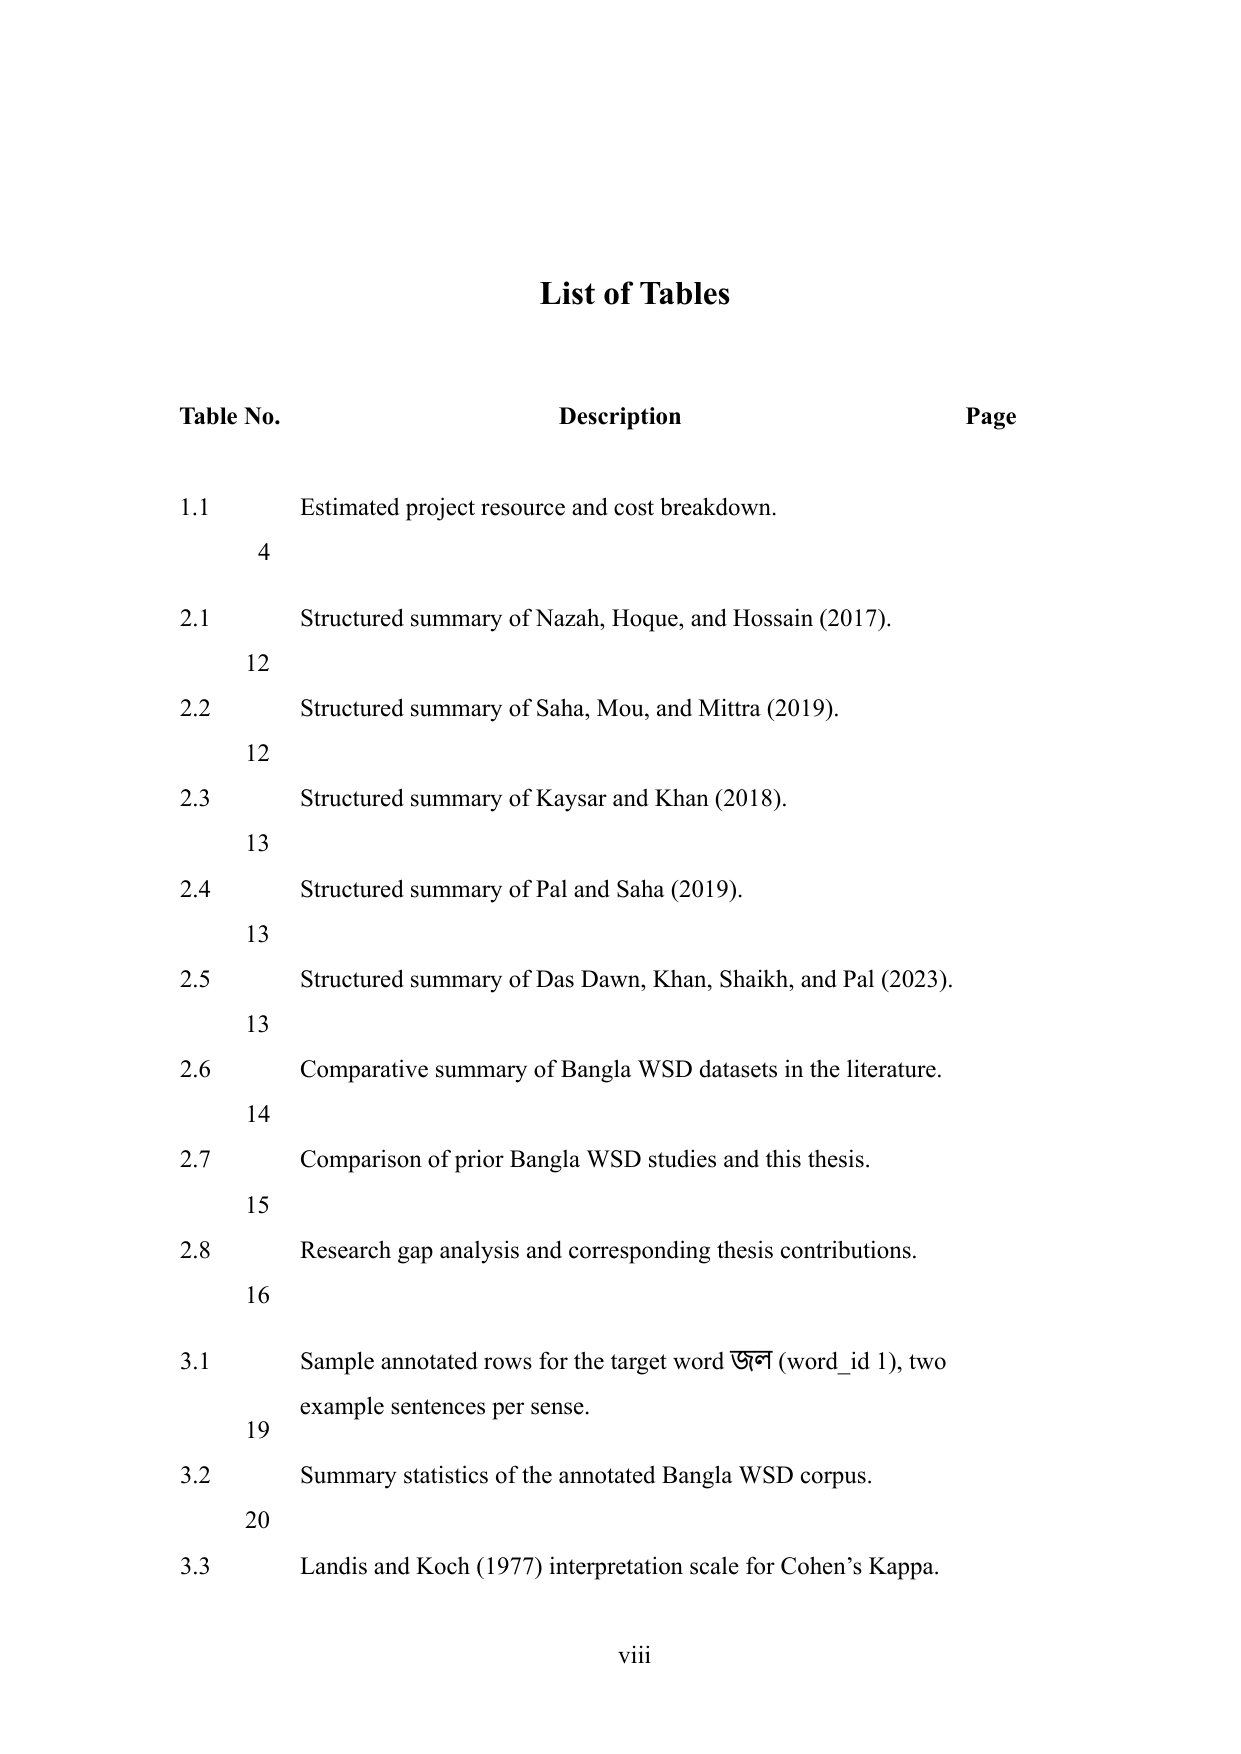 List of Tables
Table No. Description Page
1.1 Estimated project resource and cost breakdown.
4
2.1 Structured summary of Nazah, Hoque, and Hossain (2017).
12
2.2 Structured summary of Saha, Mou, and Mittra (2019).
12
2.3 Structured summary of Kaysar and Khan (2018).
13
2.4 Structured summary of Pal and Saha (2019).
13
2.5 Structured summary of Das Dawn, Khan, Shaikh, and Pal (2023).
13
2.6 Comparative summary of Bangla WSD datasets in the literature.
14
2.7 Comparison of prior Bangla WSD studies and this thesis.
15
2.8 Research gap analysis and corresponding thesis contributions.
16
3.1 Sample annotated rows for the target word জল (word_id 1), two
example sentences per sense.
19
3.2 Summary statistics of the annotated Bangla WSD corpus.
20
3.3 Landis and Koch (1977) interpretation scale for Cohen’s Kappa.
viii